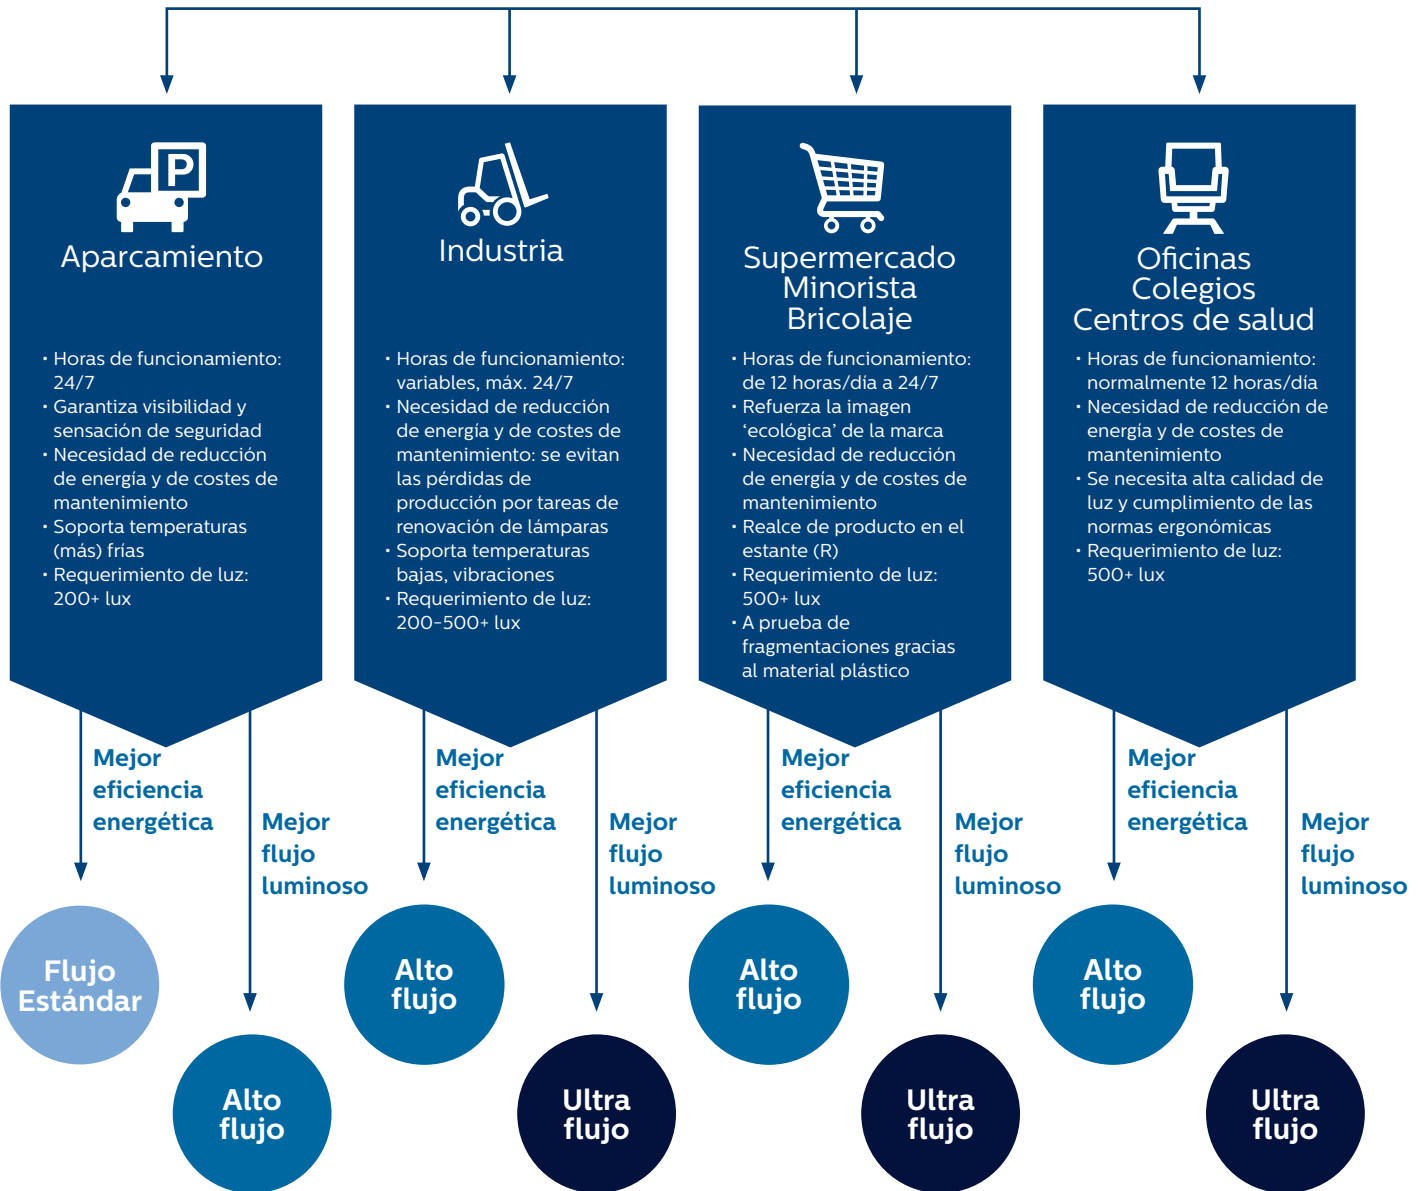 P
Aparcamiento
· Horas de funcionamiento:
24/7
· Garantiza visibilidad y
sensación de seguridad
· Necesidad de reducción
de energía y de costes de
mantenimiento
· Soporta temperaturas
(más) frías
· Requerimiento de luz:
200+ lux
Industria
· Horas de funcionamiento:
variables, máx. 24/7
· Necesidad de reducción
de energía y de costes de
mantenimiento: se evitan
las pérdidas de
producción por tareas de
renovación de lámparas
· Soporta temperaturas
bajas, vibraciones
· Requerimiento de luz:
200-500+ lux
Supermercado
Minorista
Bricolaje
· Horas de funcionamiento:
de 12 horas/día a 24/7
· Refuerza la imagen
‘ecológica’ de la marca
· Necesidad de reducción
de energía y de costes de
mantenimiento
· Realce de producto en el
estante (R)
· Requerimiento de luz:
500+ lux
· A prueba de
fragmentaciones gracias
al material plástico
Oficinas
Colegios
Centros de salud
· Horas de funcionamiento:
normalmente 12 horas/día
· Necesidad de reducción de
energía y de costes de
mantenimiento
· Se necesita alta calidad de
luz y cumplimiento de las
normas ergonómicas
· Requerimiento de luz:
500+ lux
Mejor
eficiencia
energética
Mejor
flujo
luminoso
Mejor
eficiencia
energética
Mejor
flujo
luminoso
Mejor
eficiencia
energética
Mejor
flujo
luminoso
Mejor
eficiencia
energética
Mejor
flujo
luminoso
Flujo
Estándar
Alto
flujo
Alto
flujo
Ultra
flujo
Alto
flujo
Ultra
flujo
Alto
flujo
Ultra
flujo